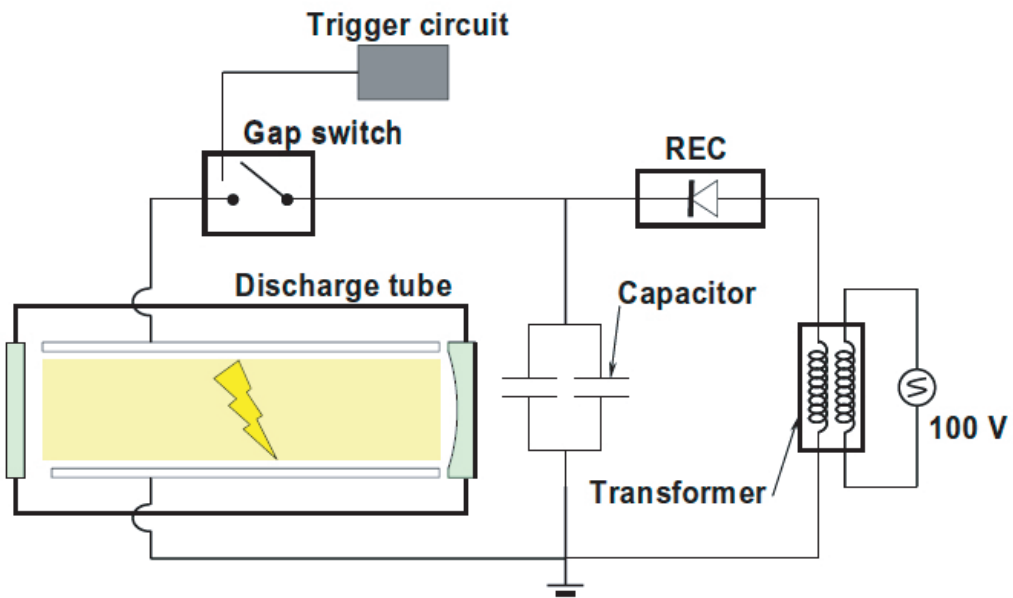 Trigger circuit
Gap switch
REC
Discharge tube
Capacitor
100 V
Transformer